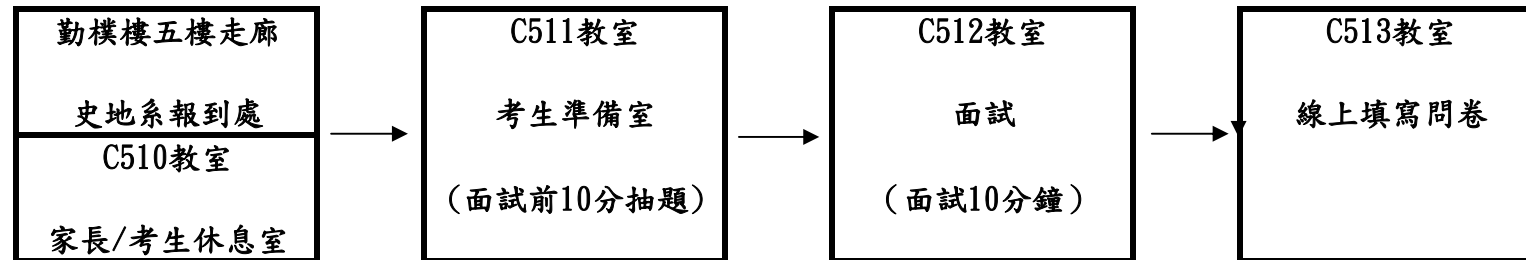 勤樸樓五樓走廊
史地系報到處
C510教室
家長/考生休息室
C511教室
考生準備室
(面試前10分抽題)
C512教室
面試
(面試10分鐘)
C513教室
線上填寫問卷